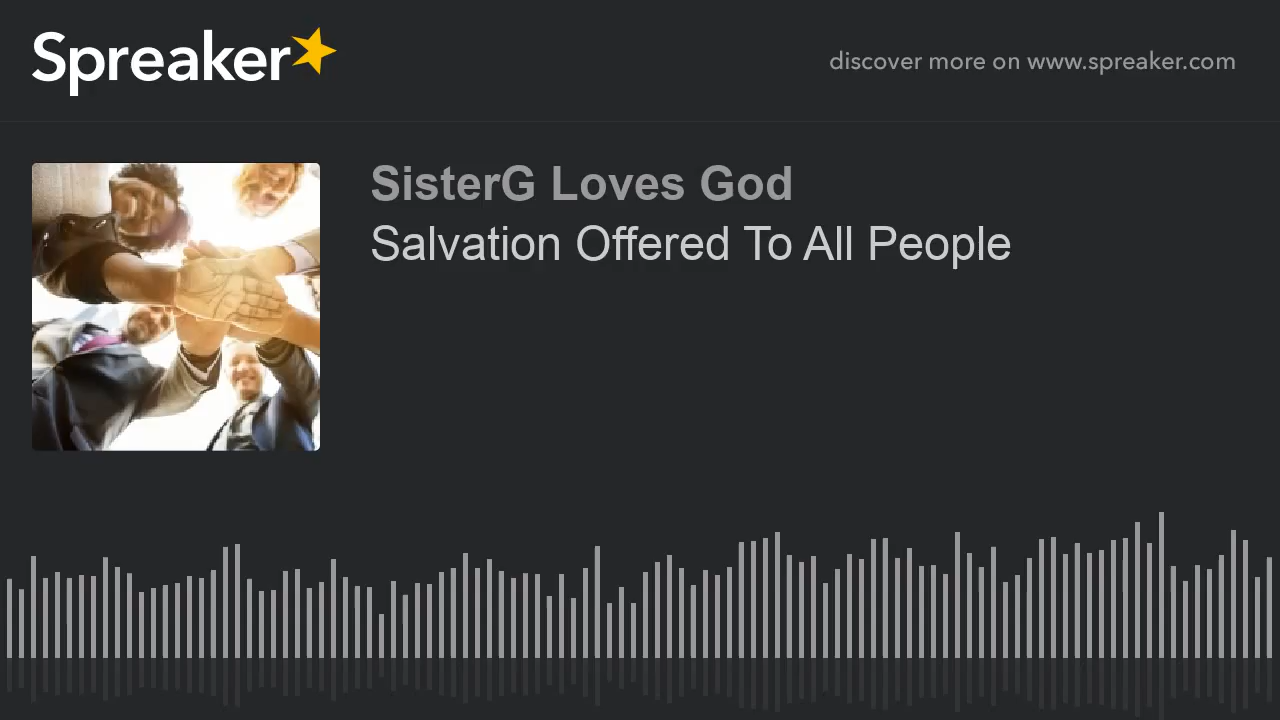 Spreaker
discover more on www.spreaker.com
SisterG Loves God
Salvation Offered To All People